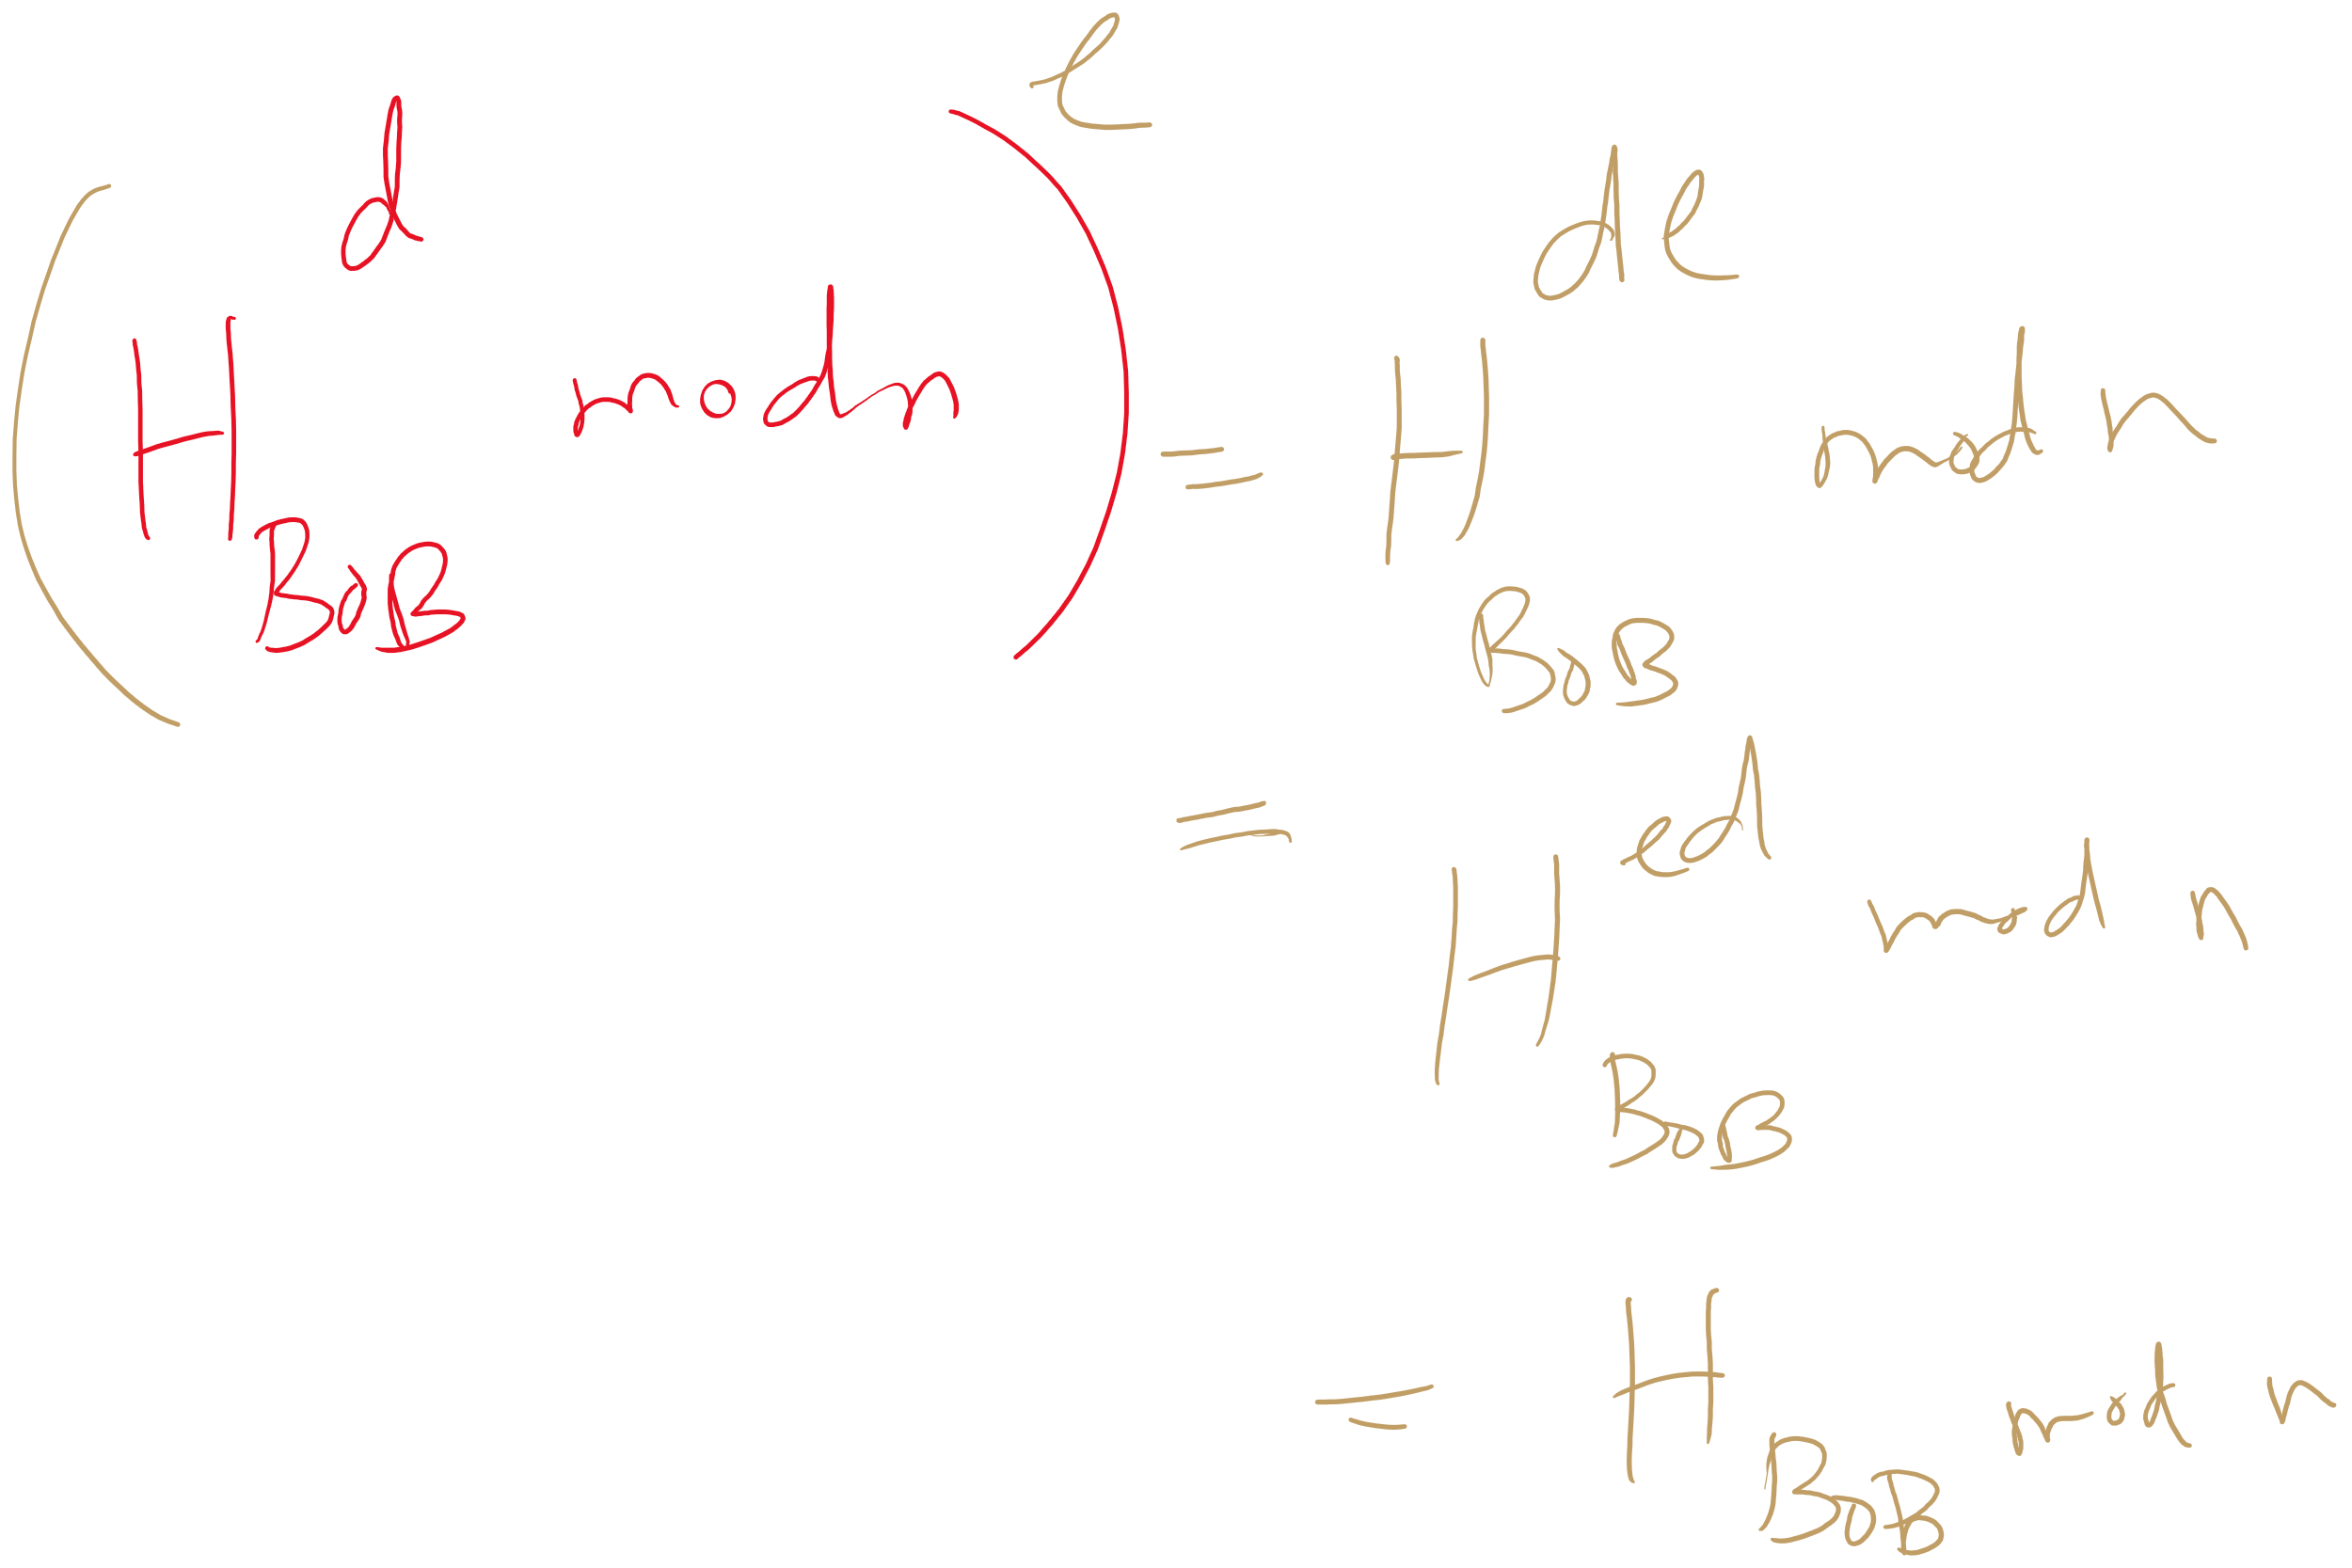 (H_BoB^d mod n)^e = H_BoB^de mod n
= H_BoB^ed mod n
= H_BoB mod n